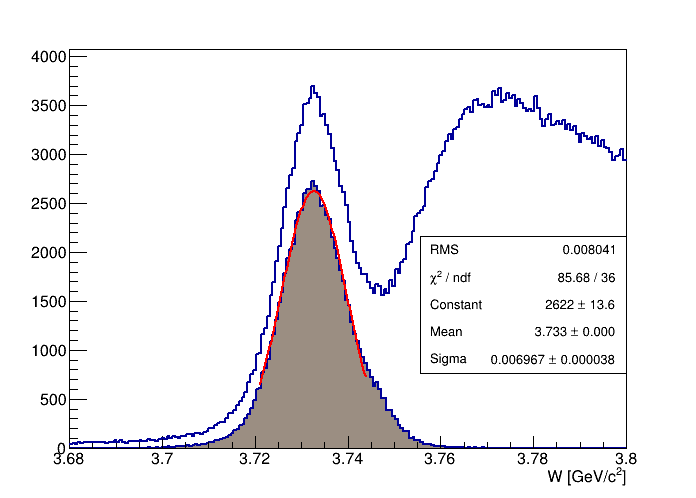 4000
3500
3000
2500
2000
1500
1000
500
0
3.68 3.7 3.72 3.74 3.76 3.78 3.8
W [GeV/c²]
RMS 0.008041
χ² / ndf 85.68 / 36
Constant 2622 ± 13.6
Mean 3.733 ± 0.000
Sigma 0.006967 ± 0.000038